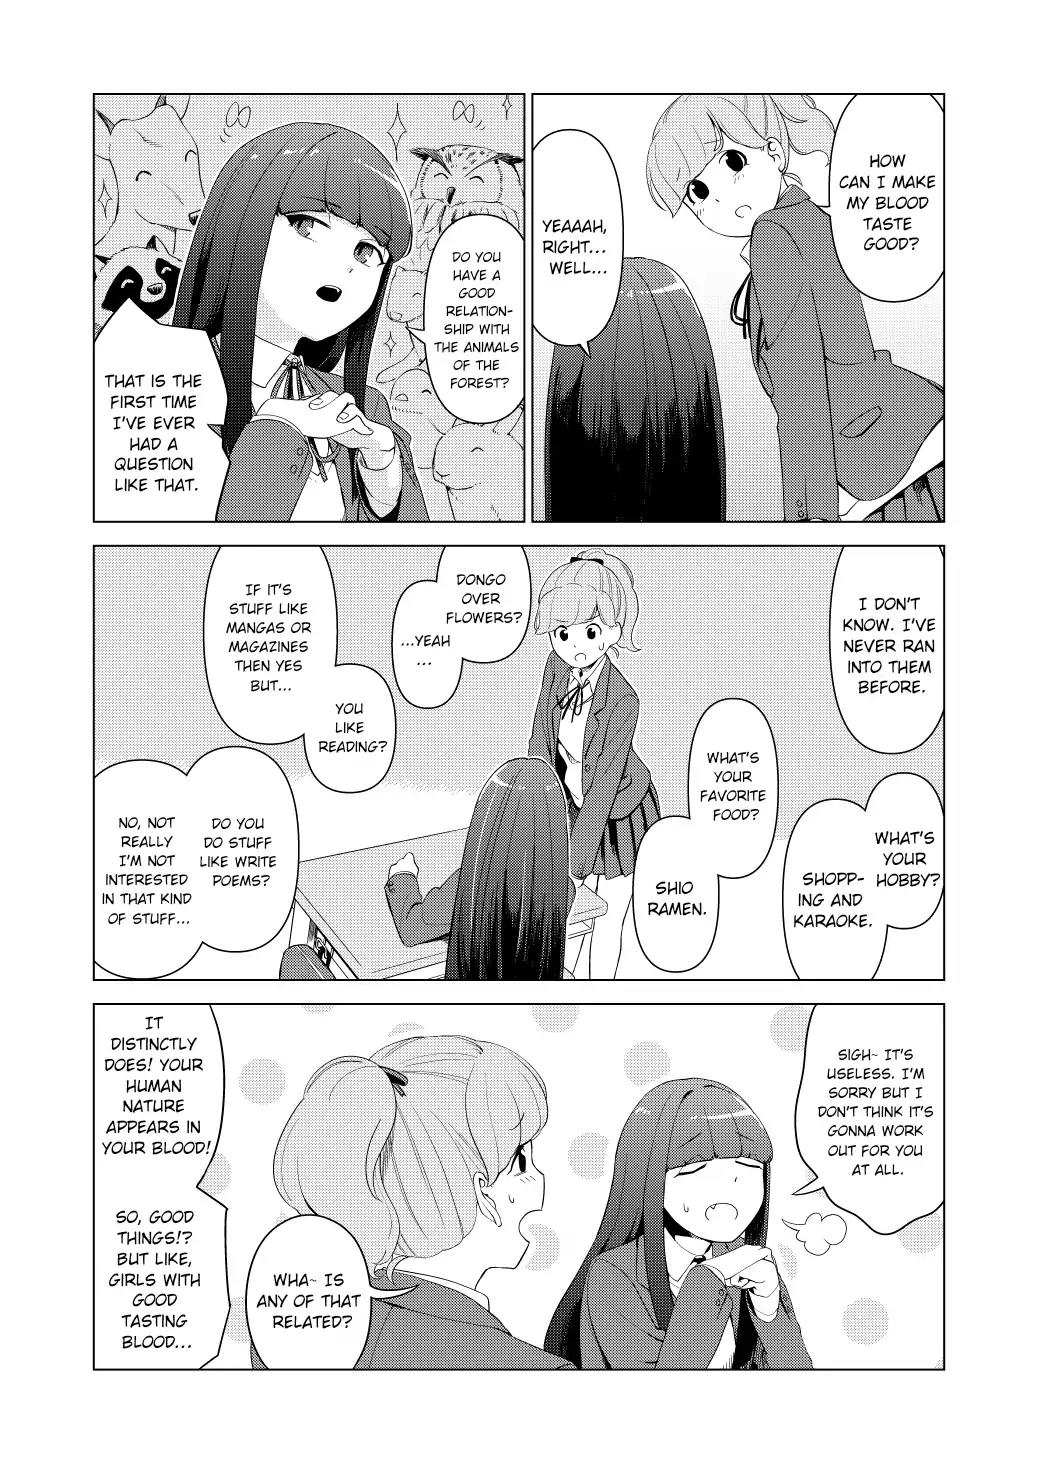 HOW
CAN I MAKE
MY BLOOD
TASTE
GOOD?
YEAAAH,
RIGHT...
WELL...
DO YOU
HAVE A
GOOD
RELATION-
SHIP WITH
THE ANIMALS
OF THE
FOREST?
THAT IS THE
FIRST TIME
I'VE EVER
HAD A
QUESTION
LIKE THAT.
I DON'T
KNOW. I'VE
NEVER RAN
INTO THEM
BEFORE.
WHAT'S
YOUR
HOBBY?
SHOPP-
ING AND
KARAOKE.
WHAT'S
YOUR
FAVORITE
FOOD?
SHIO
RAMEN.
DONGO
OVER
FLOWERS?
...YEAH
...
YOU
LIKE
READING?
IF IT'S
STUFF LIKE
MANGAS OR
MAGAZINES
THEN YES
BUT...
DO YOU
DO STUFF
LIKE WRITE
POEMS?
NO, NOT
REALLY
I'M NOT
INTERESTED
IN THAT KIND
OF STUFF...
SIGH~ IT'S
USELESS. I'M
SORRY BUT I
DON'T THINK IT'S
GONNA WORK
OUT FOR YOU
AT ALL.
WHA~ IS
ANY OF THAT
RELATED?
IT
DISTINCTLY
DOES! YOUR
HUMAN
NATURE
APPEARS IN
YOUR BLOOD!
SO, GOOD
THINGS!?
BUT LIKE,
GIRLS WITH
GOOD
TASTING
BLOOD...